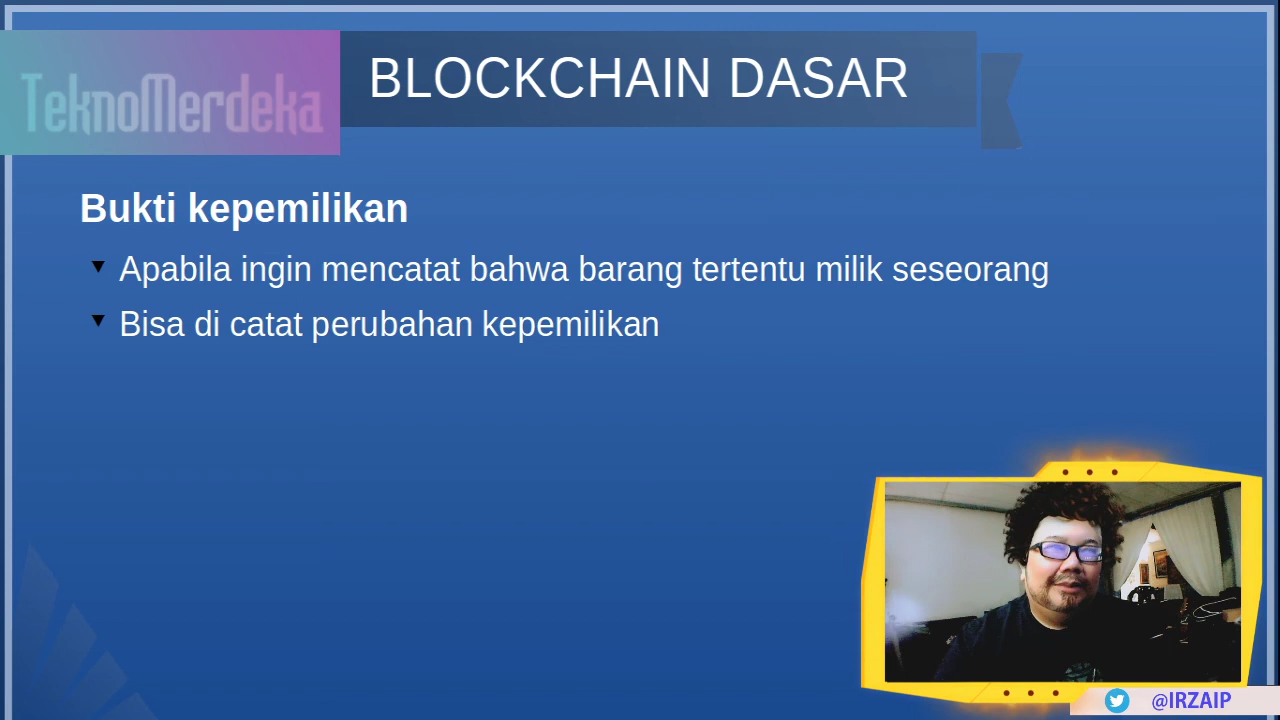 TeknoMerdeka
BLOCKCHAIN DASAR
Bukti kepemilikan
Apabila ingin mencatat bahwa barang tertentu milik seseorang
Bisa di catat perubahan kepemilikan
@IRZAIP